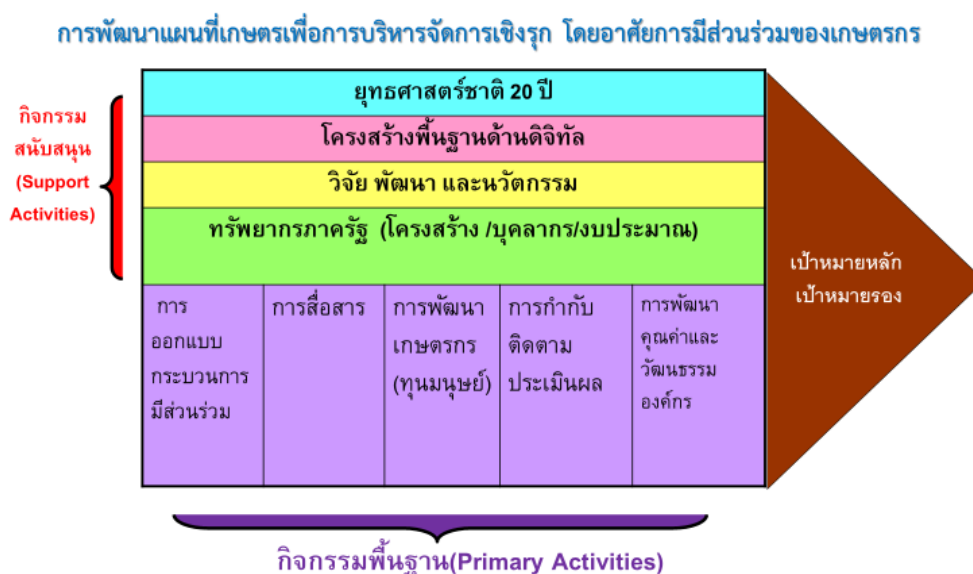 การพัฒนาแผนที่เกษตรเพื่อการบริหารจัดการเชิงรุก โดยอาศัยการมีส่วนร่วมของเกษตรกร
กิจกรรม
สนับสนุน
(Support
Activities)
ยุทธศาสตร์ชาติ 20 ปี
โครงสร้างพื้นฐานด้านดิจิทัล
วิจัย พัฒนา และนวัตกรรม
ทรัพยากรภาครัฐ (โครงสร้าง /บุคลากร/งบประมาณ)
การ
ออกแบบ
กระบวนการ
มีส่วนร่วม
การสื่อสาร
การพัฒนา
เกษตรกร
(ทุนมนุษย์)
การกำกับ
ติดตาม
ประเมินผล
การพัฒนา
คุณค่าและ
วัฒนธรรม
องค์กร
เป้าหมายหลัก
เป้าหมายรอง
กิจกรรมพื้นฐาน(Primary Activities)